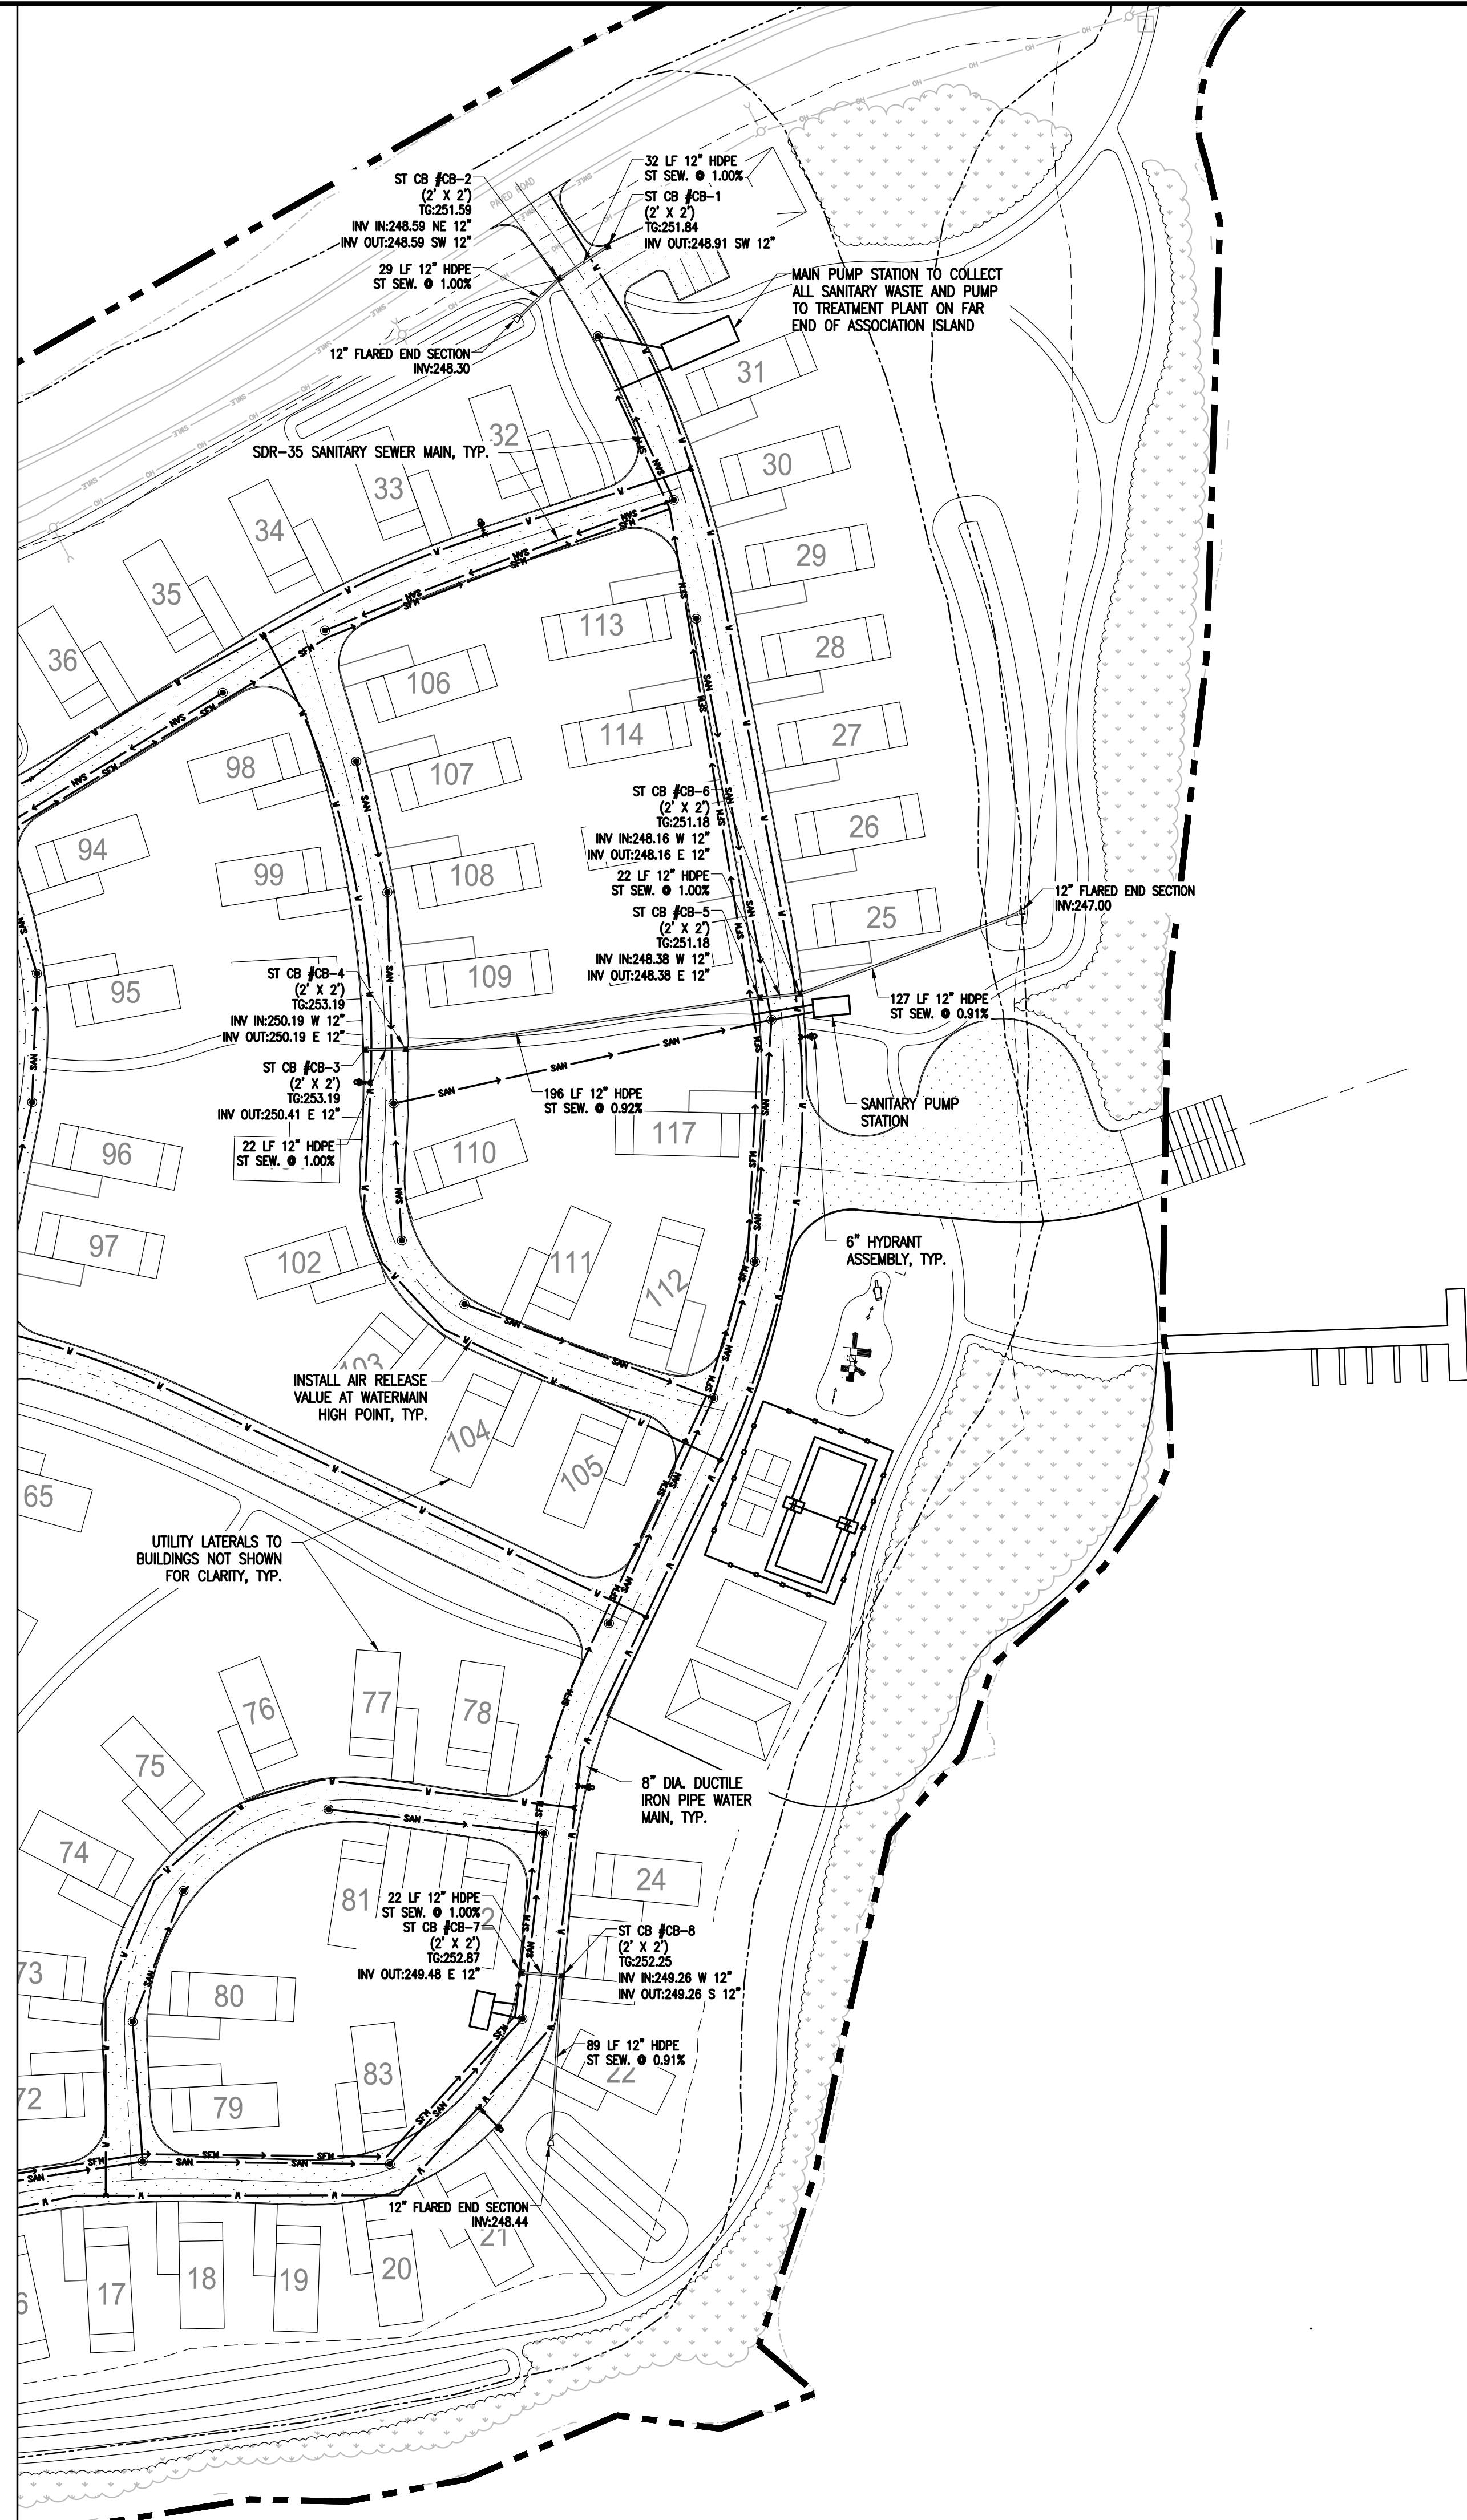 32 LF 12" HDPE
ST SEW. @ 1.00%
ST CB #CB-2
(2' X 2')
TG:251.59
INV IN:248.59 NE 12"
INV OUT:248.59 SW 12"
ST CB #CB-1
(2' X 2')
TG:251.84
INV OUT:248.91 SW 12"
PAVED ROAD
29 LF 12" HDPE
ST SEW. @ 1.00%
MAIN PUMP STATION TO COLLECT
ALL SANITARY WASTE AND PUMP
TO TREATMENT PLANT ON FAR
END OF ASSOCIATION ISLAND
12" FLARED END SECTION
INV:248.30
31
32
SDR-35 SANITARY SEWER MAIN, TYP.
30
33
34
29
35
113
28
36
106
114
27
98
107
ST CB #CB-6
(2' X 2')
TG:251.18
INV IN:248.16 W 12"
INV OUT:248.16 E 12"
26
94
99
108
22 LF 12" HDPE
ST SEW. @ 1.00%
12" FLARED END SECTION
INV:247.00
ST CB #CB-5
(2' X 2')
TG:251.18
INV IN:248.38 W 12"
INV OUT:248.38 E 12"
25
109
ST CB #CB-4
(2' X 2')
TG:253.19
INV IN:250.19 W 12"
INV OUT:250.19 E 12"
95
127 LF 12" HDPE
ST SEW. @ 0.91%
ST CB #CB-3
(2' X 2')
TG:253.19
INV OUT:250.41 E 12"
SAN
SAN
SAN
196 LF 12" HDPE
ST SEW. @ 0.92%
SANITARY PUMP
STATION
22 LF 12" HDPE
ST SEW. @ 1.00%
117
96
110
97
102
111
112
6" HYDRANT
ASSEMBLY, TYP.
103
INSTALL AIR RELEASE
VALUE AT WATERMAIN
HIGH POINT, TYP.
104
105
65
UTILITY LATERALS TO
BUILDINGS NOT SHOWN
FOR CLARITY, TYP.
76
77
78
75
8" DIA. DUCTILE
IRON PIPE WATER
MAIN, TYP.
SAN
74
24
81
22 LF 12" HDPE
ST SEW. @ 1.00%
ST CB #CB-7
(2' X 2')
TG:252.87
INV OUT:249.48 E 12"
2
ST CB #CB-8
(2' X 2')
TG:252.25
INV IN:249.26 W 12"
INV OUT:249.26 S 12"
73
80
89 LF 12" HDPE
ST SEW. @ 0.91%
22
83
72
79
SFM
SFM
SFM
SAN
SAN
SAN
12" FLARED END SECTION
INV:248.44
21
20
19
18
17
6